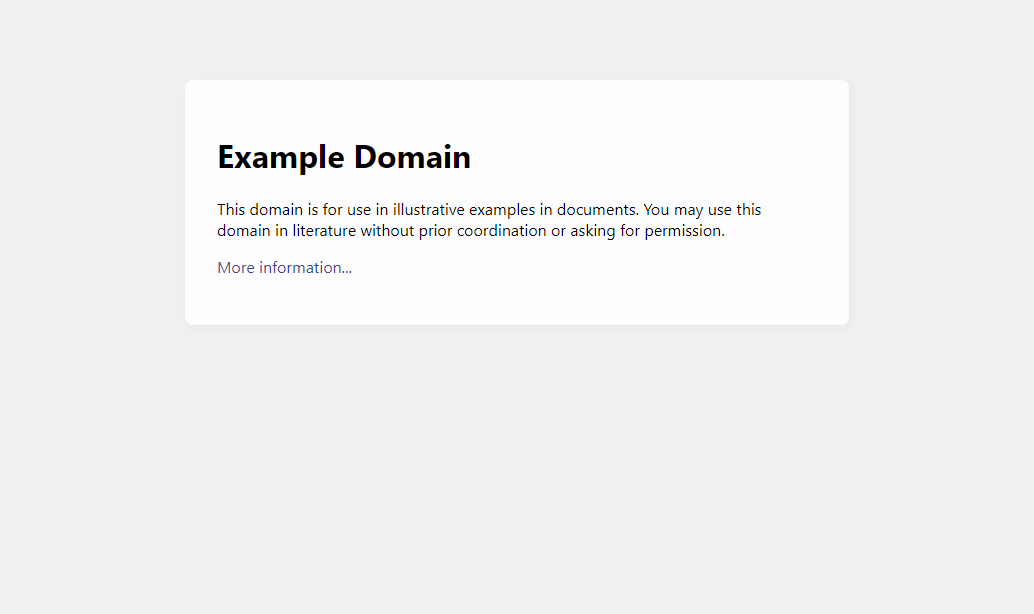 Example Domain
This domain is for use in illustrative examples in documents. You may use this
domain in literature without prior coordination or asking for permission.
More information...